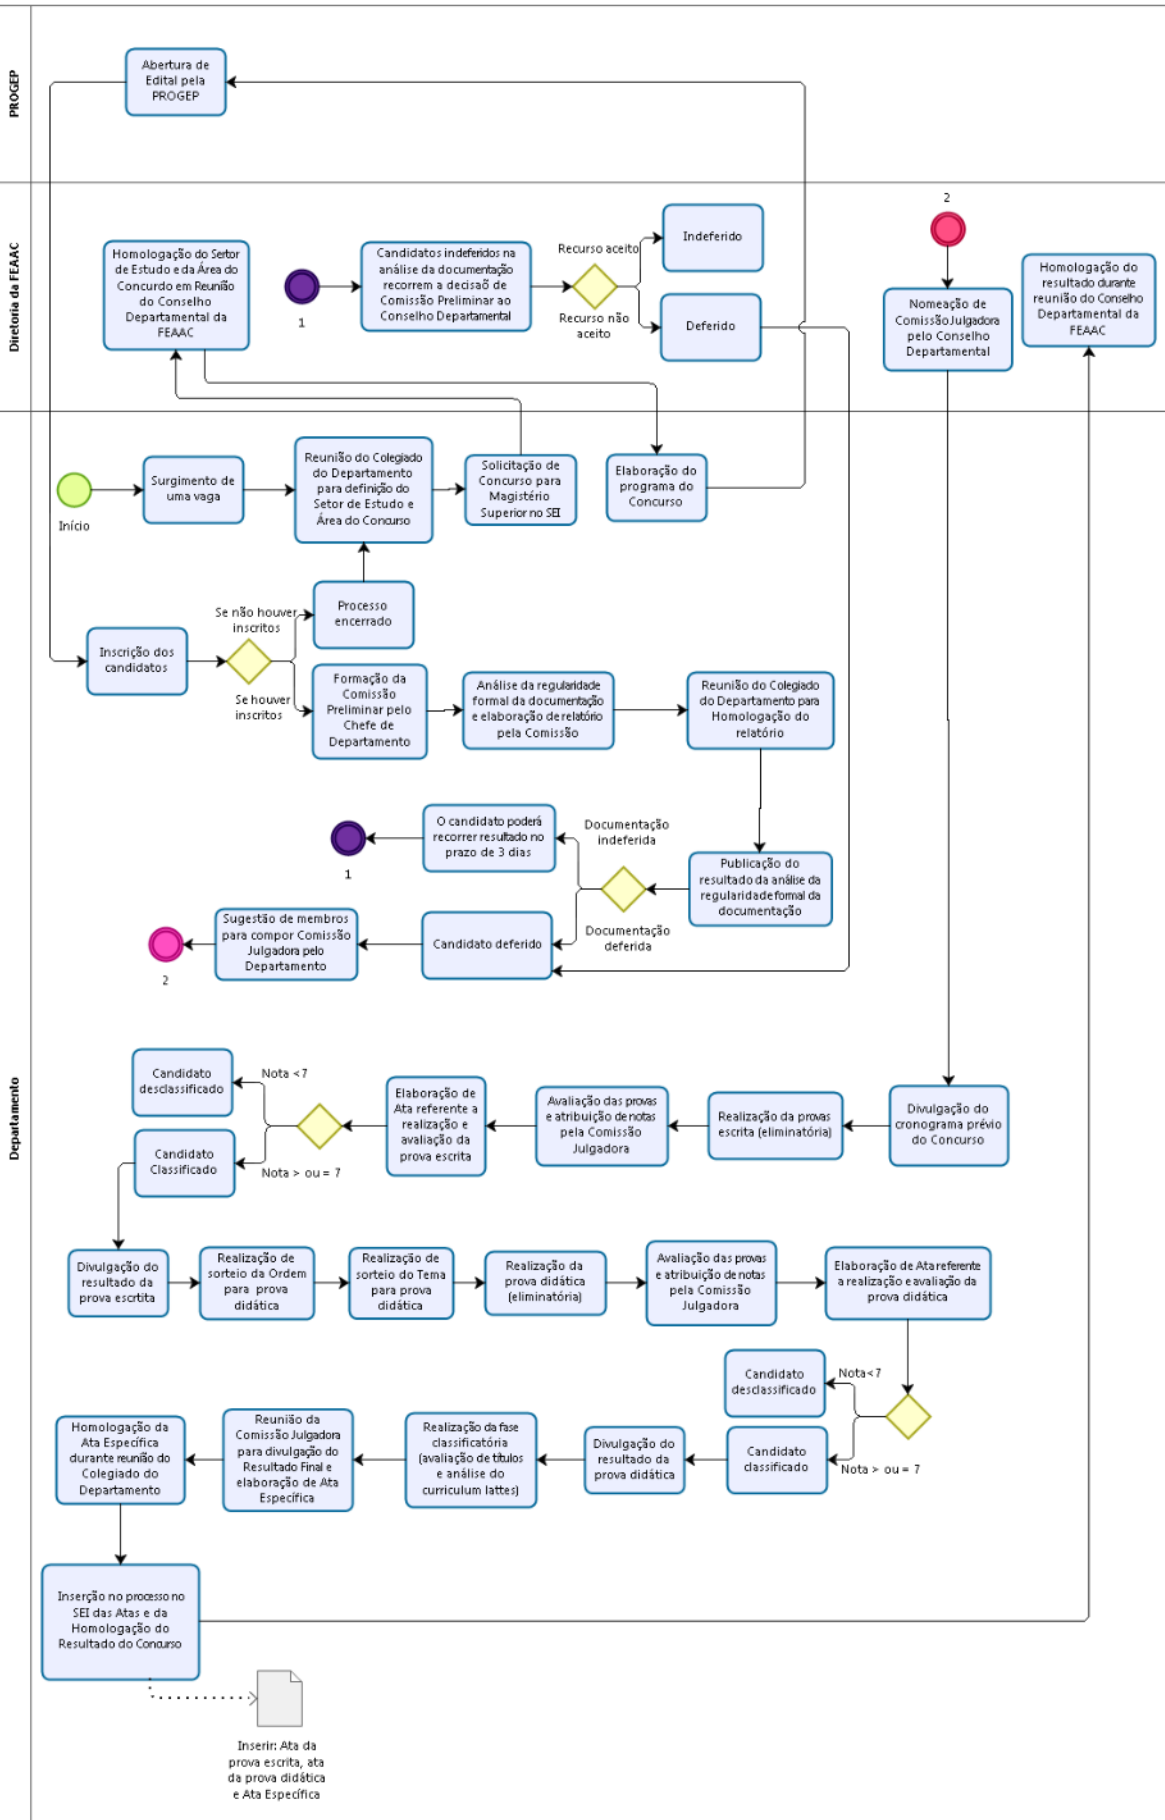 PROGEP
Abertura de
Edital pela
PROGEP
Diretoria da FEAAC
Homologação do Setor
de Estudo e da Área do
Concurdo em Reunião
do Conselho
Departamental da
FEAAC
1
Candidatos indeferidos na
análise da documentação
recorrem a decisaõ de
Comissão Preliminar ao
Conselho Departamental
Recurso aceito
Recurso não
aceito
Indeferido
Deferido
2
Nomeação de
Comissão Julgadora
pelo Conselho
Departamental
Homologação do
resultado durante
reunião do Conselho
Departamental da
FEAAC
Departamento
Início
Surgimento de
uma vaga
Reunião do Colegiado
do Departamento
para definição do
Setor de Estudo e
Área do Concurso
Solicitação de
Concurso para
Magistério
Superior no SEI
Elaboração do
programa do
Concurso
Inscrição dos
candidatos
Se não houver
inscritos
Se houver
inscritos
Processo
encerrado
Formação da
Comissão
Preliminar pelo
Chefe de
Departamento
Análise da regularidade
formal da documentação
e elaboração de relatório
pela Comissão
Reunião do Colegiado
do Departamento para
Homologação do
relatório
Publicação do
resultado da análise da
regularidade formal da
documentação
Documentação
indeferida
Documentação
deferida
O candidato poderá
recorrer resultado no
prazo de 3 dias
1
Candidato deferido
Sugestão de membros
para compor Comissão
Julgadora pelo
Departamento
2
Divulgação do
cronograma prévio
do Concurso
Realização da provas
escrita (eliminatória)
Avaliação das provas
e atribuição de notas
pela Comissão
Julgadora
Elaboração de
Ata referente a
realização e
avaliação da
prova escrita
Nota <7
Nota > ou = 7
Candidato
desclassificado
Candidato
Classificado
Divulgação do
resultado da
prova escrtita
Realização de
sorteio da Ordem
para prova
didática
Realização de
sorteio do Tema
para prova
didática
Realização da
prova didática
(eliminatória)
Avaliação das provas
e atribuição de notas
pela Comissão
Julgadora
Elaboração de Ata referente
a realização e avaliação da
prova didática
Nota<7
Nota > ou = 7
Candidato
desclassificado
Candidato
classificado
Divulgação do
resultado da
prova didática
Realização da fase
classificatória
(avaliação de títulos
e análise do
curriculum lattes)
Reunião da
Comissão Julgadora
para divulgação do
Resultado Final e
elaboração de Ata
Específica
Homologação da
Ata Específica
durante reunião do
Colegiado do
Departamento
Inserção no processo no
SEI das Atas e da
Homologação do
Resultado do Concurso
Inserir: Ata da
prova escrita, ata
da prova didática
e Ata Específica